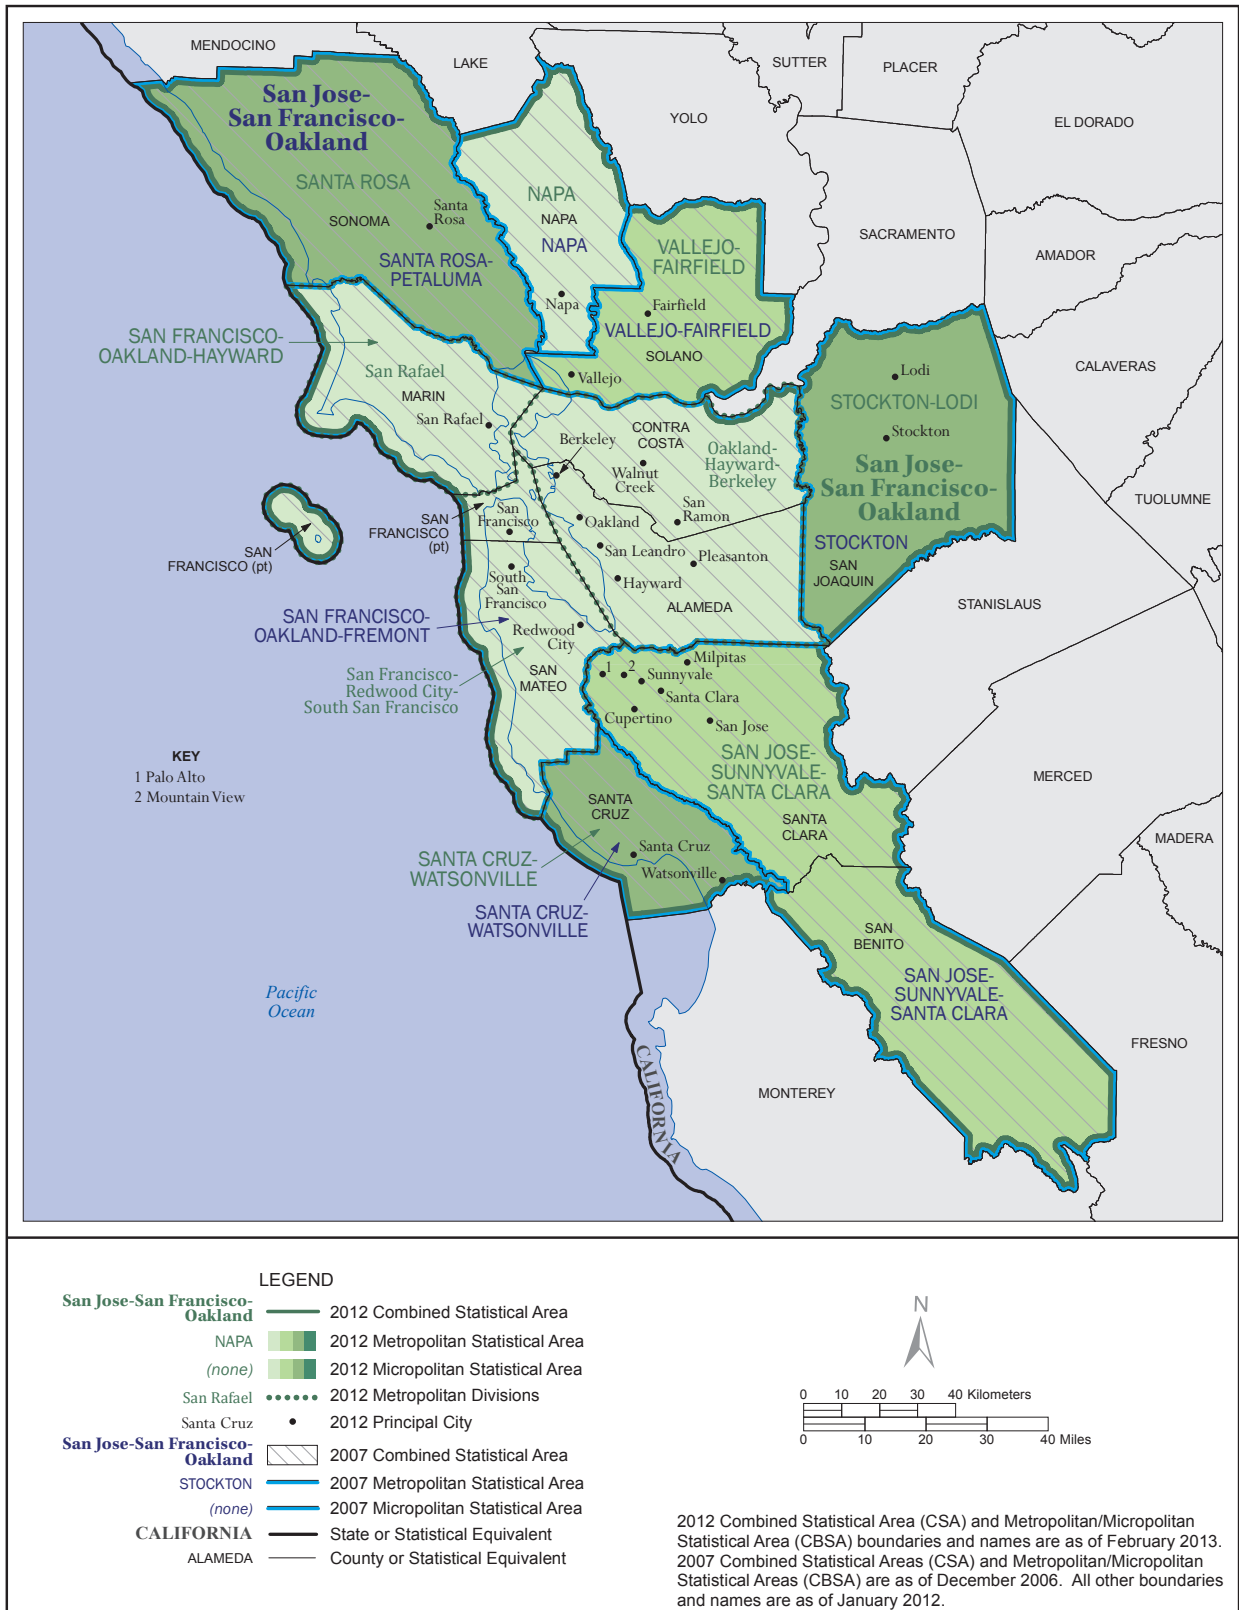 MENDOCINO
LAKE
SUTTER
PLACER
YOLO
EL DORADO
San Jose-
San Francisco-
Oakland
SANTA ROSA
SONOMA
Santa
Rosa
SANTA ROSA-
PETALUMA
NAPA
NAPA
NAPA
Napa
VALLEJO-
FAIRFIELD
Fairfield
VALLEJO-FAIRFIELD
SOLANO
Vallejo
SACRAMENTO
AMADOR
CALAVERAS
TUOLUMNE
SAN FRANCISCO-
OAKLAND-HAYWARD
San Rafael
MARIN
San Rafael
Lodi
STOCKTON-LODI
Stockton
San Jose-
San Francisco-
Oakland
STOCKTON
SAN
JOAQUIN
CONTRA
COSTA
Berkeley
Walnut
Creek
Oakland-
Hayward-
Berkeley
San
Ramon
Oakland
San Leandro
Pleasanton
Hayward
ALAMEDA
SAN
FRANCISCO
(pt)
San
Francisco
SAN
FRANCISCO (pt)
South
San
Francisco
SAN FRANCISCO-
OAKLAND-FREMONT
Redwood
City
San Francisco-
Redwood City-
South San Francisco
SAN
MATEO
STANISLAUS
1
2
Milpitas
Sunnyvale
Santa Clara
Cupertino
San Jose
SAN JOSE-
SUNNYVALE-
SANTA CLARA
SANTA
CLARA
MERCED
MADERA
KEY
1 Palo Alto
2 Mountain View
SANTA
CRUZ
Santa Cruz
Watsonville
SANTA CRUZ-
WATSONVILLE
SANTA CRUZ-
WATSONVILLE
SAN
BENITO
SAN JOSE-
SUNNYVALE-
SANTA CLARA
Pacific
Ocean
CALIFORNIA
MONTEREY
FRESNO
LEGEND
San Jose-San Francisco-
Oakland
2012 Combined Statistical Area
NAPA
2012 Metropolitan Statistical Area
(none)
2012 Micropolitan Statistical Area
San Rafael
2012 Metropolitan Divisions
Santa Cruz
2012 Principal City
San Jose-San Francisco-
Oakland
2007 Combined Statistical Area
STOCKTON
2007 Metropolitan Statistical Area
(none)
2007 Micropolitan Statistical Area
CALIFORNIA
State or Statistical Equivalent
ALAMEDA
County or Statistical Equivalent
N
0 10 20 30 40 Kilometers
0 10 20 30 40 Miles
2012 Combined Statistical Area (CSA) and Metropolitan/Micropolitan
Statistical Area (CBSA) boundaries and names are as of February 2013.
2007 Combined Statistical Areas (CSA) and Metropolitan/Micropolitan
Statistical Areas (CBSA) are as of December 2006.  All other boundaries
and names are as of January 2012.